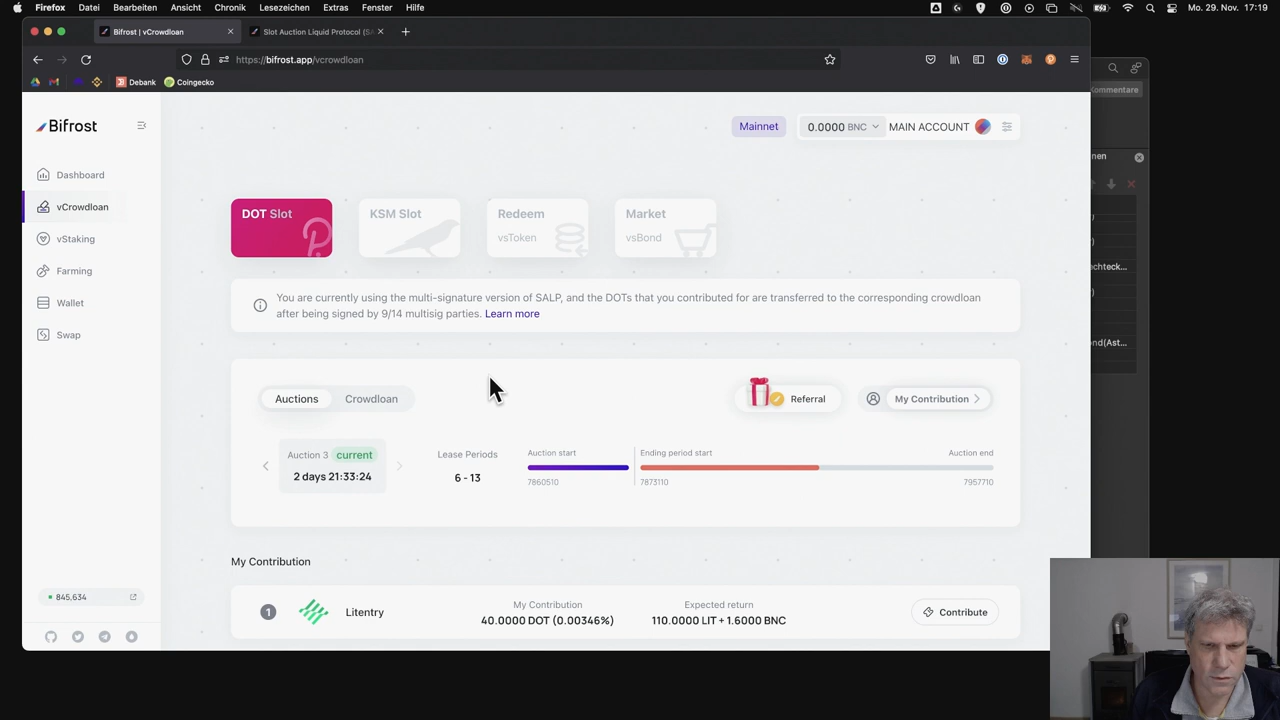 Firefox Datei Bearbeiten Ansicht Chronik Lesezeichen Extras Fenster Hilfe Mo. 29. Nov. 17:19
Bifrost | vCrowdloan Slot Auction Liquid Protocol (S
https://bifrost.app/vcrowdloan
Debank Coingecko
Kommentare
Bifrost
Mainnet 0.0000 BNC MAIN ACCOUNT
nen
Dashboard
vCrowdloan
vStaking
Farming
Wallet
Swap
DOT Slot KSM Slot Redeem Market
vsToken vsBond
echteck...
You are currently using the multi-signature version of SALP, and the DOTs that you contributed for are transferred to the corresponding crowdloan
after being signed by 9/14 multisig parties. Learn more
ond(Ast...
Auctions Crowdloan Referral My Contribution
Auction 3 current Lease Periods Auction start Ending period start Auction end
2 days 21:33:24 6 - 13 7860510 7873110 7957710
My Contribution
1 Litentry My Contribution Expected return Contribute
40.0000 DOT (0.00346%) 110.0000 LIT + 1.6000 BNC
845,634